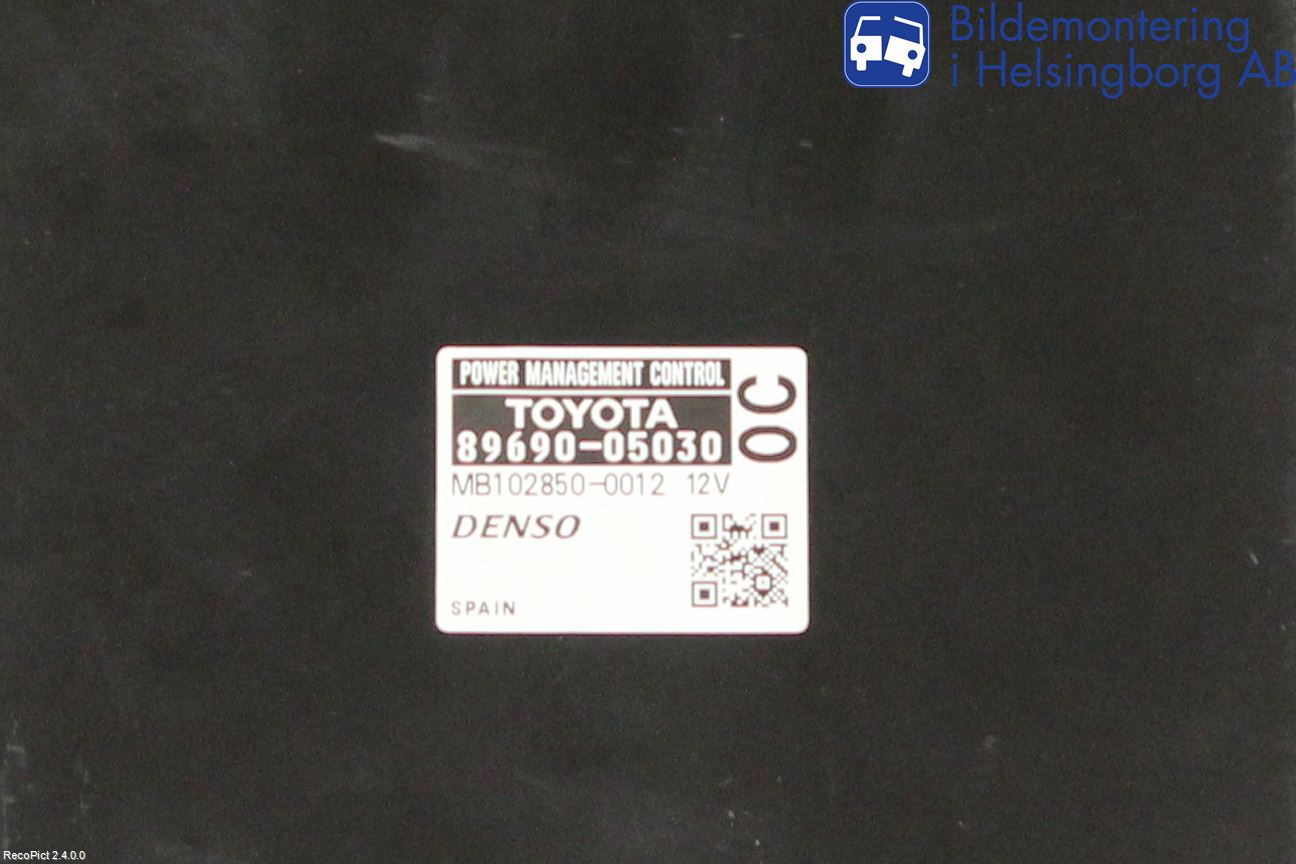 Bildemontering
i Helsingborg AB
POWER MANAGEMENT CONTROL
TOYOTA
89690-05030
0C
MB102850-0012 12V
DENSO
SPAIN
RecoPict 2.4.0.0